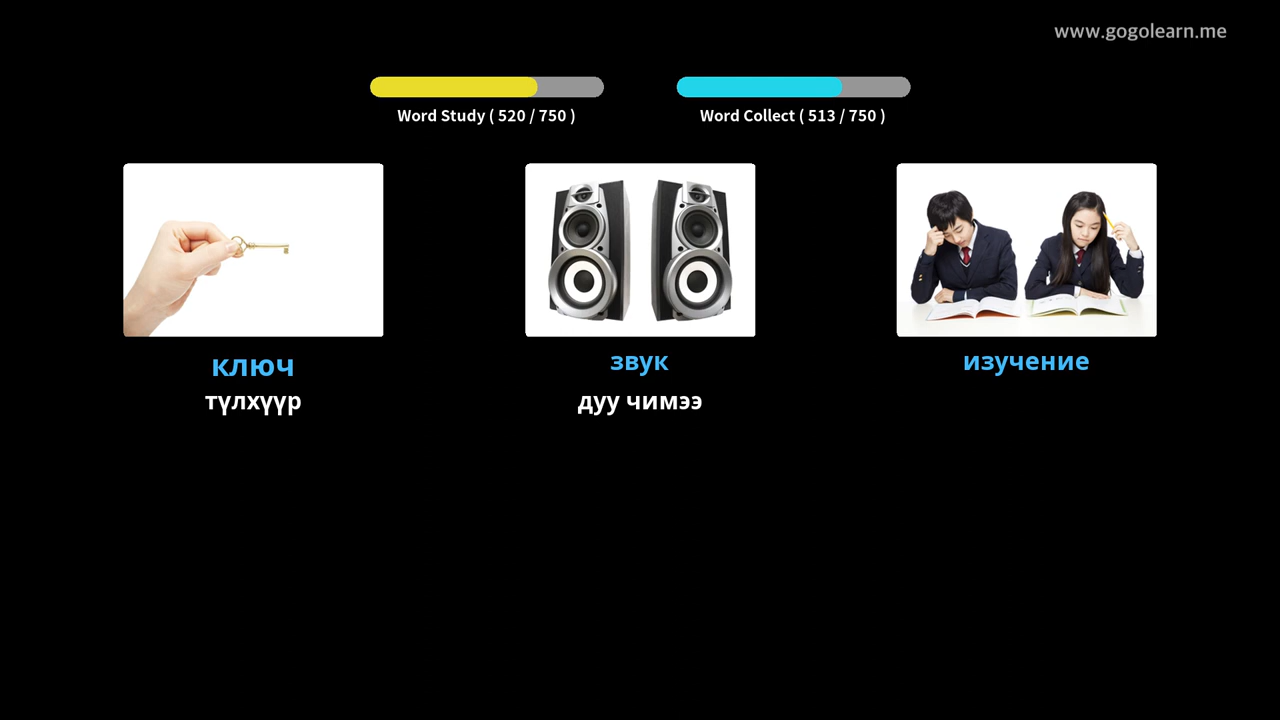 www.gogolearn.me
Word Study ( 520 / 750 )
Word Collect ( 513 / 750 )
ключ
түлхүүр
звук
дуу чимээ
изучение